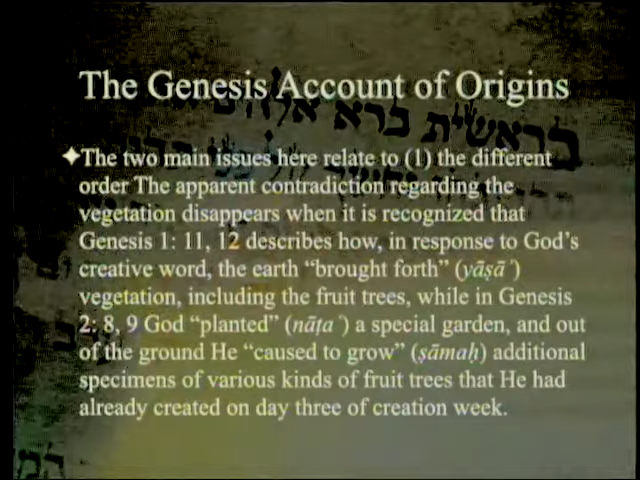 The Genesis Account of Origins
בראשית ברא אלהים
✦The two main issues here relate to (1) the different
order The apparent contradiction regarding the
vegetation disappears when it is recognized that
Genesis 1: 11, 12 describes how, in response to God’s
creative word, the earth “brought forth” (yāṣāʾ)
vegetation, including the fruit trees, while in Genesis
2: 8, 9 God “planted” (nāṭaʿ) a special garden, and out
of the ground He “caused to grow” (ṣāmaḥ) additional
specimens of various kinds of fruit trees that He had
already created on day three of creation week.